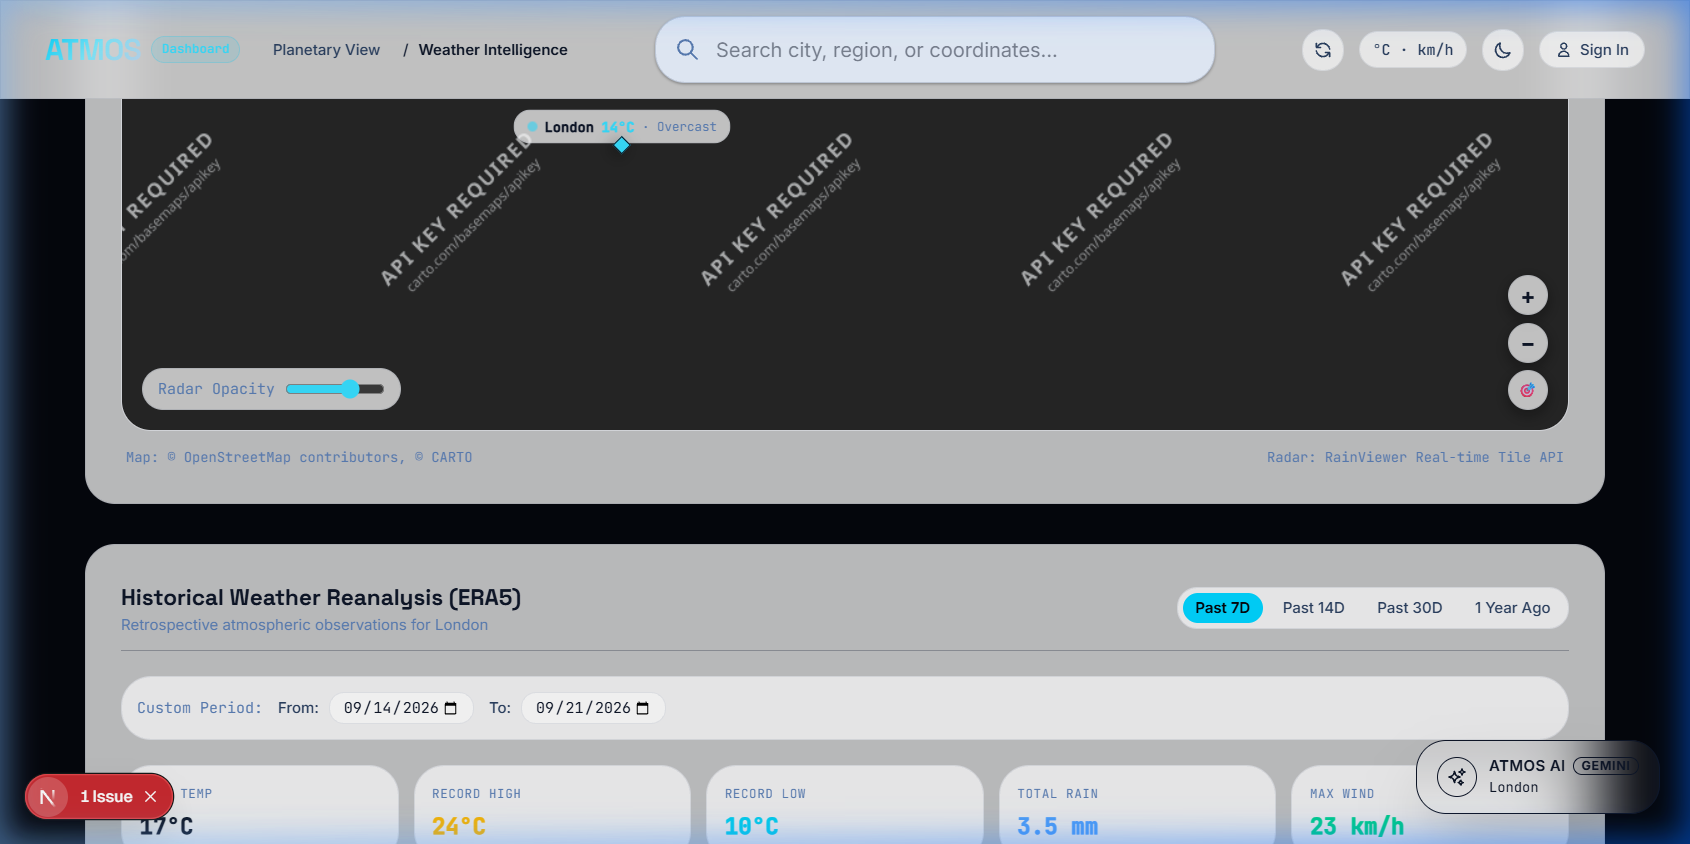 ATMOS Dashboard Planetary View / Weather Intelligence Search city, region, or coordinates... °C · km/h Sign In
London 14°C · Overcast
REQUIRED
om/basemaps/apikey
API KEY REQUIRED
carto.com/basemaps/apikey
API KEY REQUIRED
carto.com/basemaps/apikey
API KEY REQUIRED
carto.com/basemaps/apikey
API KEY REQUIRED
carto.com/basemaps/apikey
+
−
Radar Opacity
Map: © OpenStreetMap contributors, © CARTO
Radar: RainViewer Real-time Tile API
Historical Weather Reanalysis (ERA5)
Retrospective atmospheric observations for London
Past 7D Past 14D Past 30D 1 Year Ago
Custom Period: From: 09/14/2026 To: 09/21/2026
TEMP
17°C
RECORD HIGH
24°C
RECORD LOW
10°C
TOTAL RAIN
3.5 mm
MAX WIND
23 km/h
N 1 Issue
ATMOS AI GEMINI
London